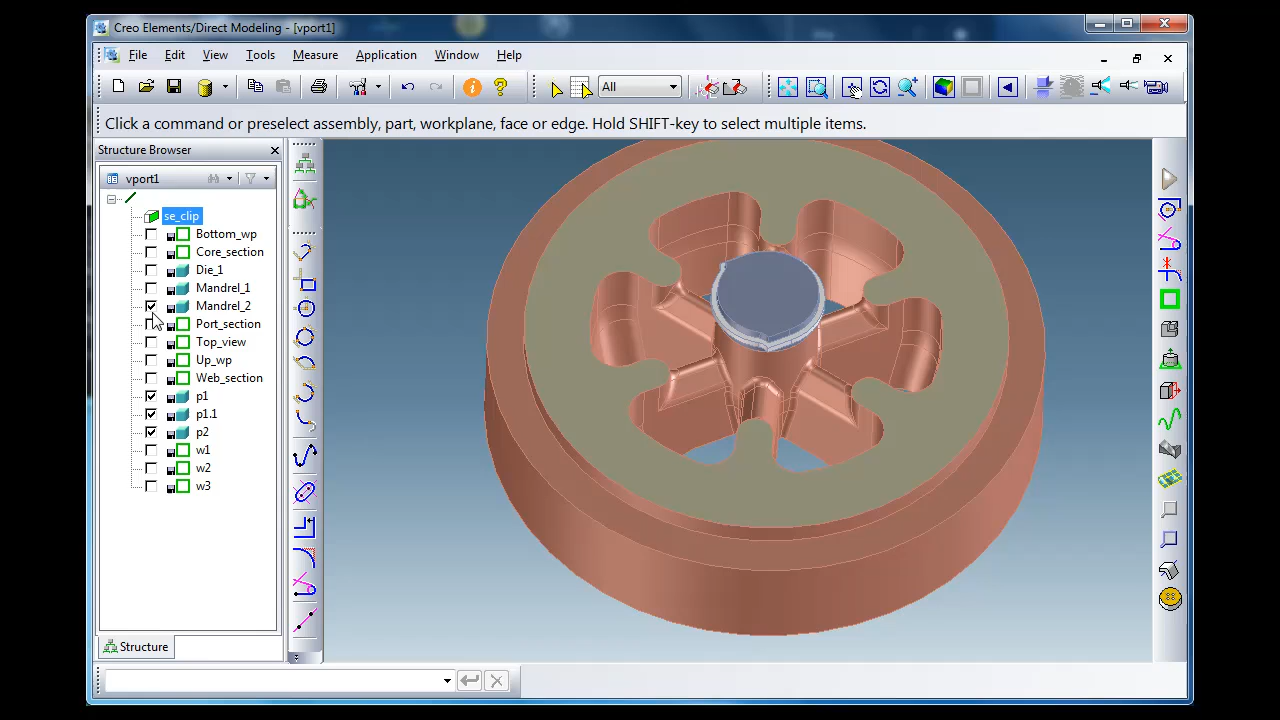 Creo Elements/Direct Modeling - [vport1]
File Edit View Tools Measure Application Window Help
All
Click a command or preselect assembly, part, workplane, face or edge. Hold SHIFT-key to select multiple items.
Structure Browser
vport1
se_clip
Bottom_wp
Core_section
Die_1
Mandrel_1
Mandrel_2
Port_section
Top_view
Up_wp
Web_section
p1
p1.1
p2
w1
w2
w3
Structure